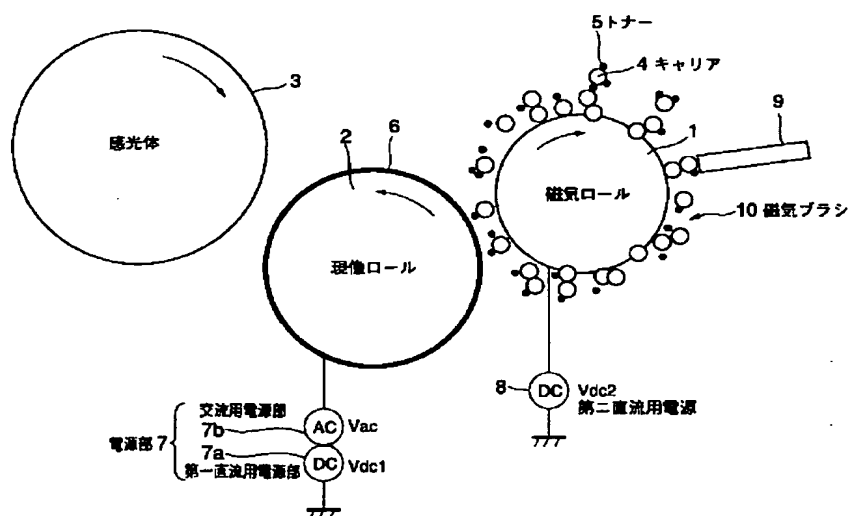 5トナー
4 キャリア
3
9
感光体
2
6
1
磁気ロール
10 磁気ブラシ
現像ロール
8
DC
Vdc2
第二直流用電源
交流用電源部
7b
AC
Vac
電源部 7
7a
DC
Vdc1
第一直流用電源部